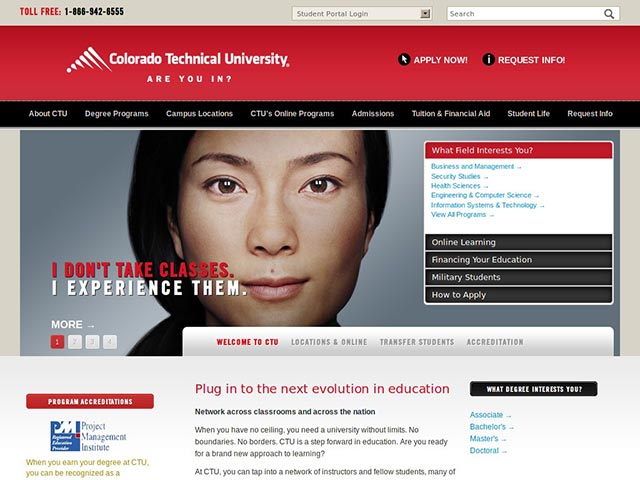 TOLL FREE: 1-866-942-6555
Student Portal Login
Search
Colorado Technical University
ARE YOU IN?
APPLY NOW!
REQUEST INFO!
About CTU
Degree Programs
Campus Locations
CTU's Online Programs
Admissions
Tuition & Financial Aid
Student Life
Request Info
I DON'T TAKE CLASSES.
I EXPERIENCE THEM.
MORE →
1 2 3 4
What Field Interests You?
Business and Management →
Security Studies →
Health Sciences →
Engineering & Computer Science →
Information Systems & Technology →
View All Programs →
Online Learning
Financing Your Education
Military Students
How to Apply
WELCOME TO CTU
LOCATIONS & ONLINE
TRANSFER STUDENTS
ACCREDITATION
PROGRAM ACCREDITATIONS
PMI
Registered
Education
Provider
Project
Management
Institute
When you earn your degree at CTU,
you can be recognized as a
Plug in to the next evolution in education
Network across classrooms and across the nation
When you have no ceiling, you need a university without limits. No
boundaries. No borders. CTU is a step forward in education. Are you ready
for a brand new approach to learning?
At CTU, you can tap into a network of instructors and fellow students, many of
WHAT DEGREE INTERESTS YOU?
Associate →
Bachelor's →
Master's →
Doctoral →